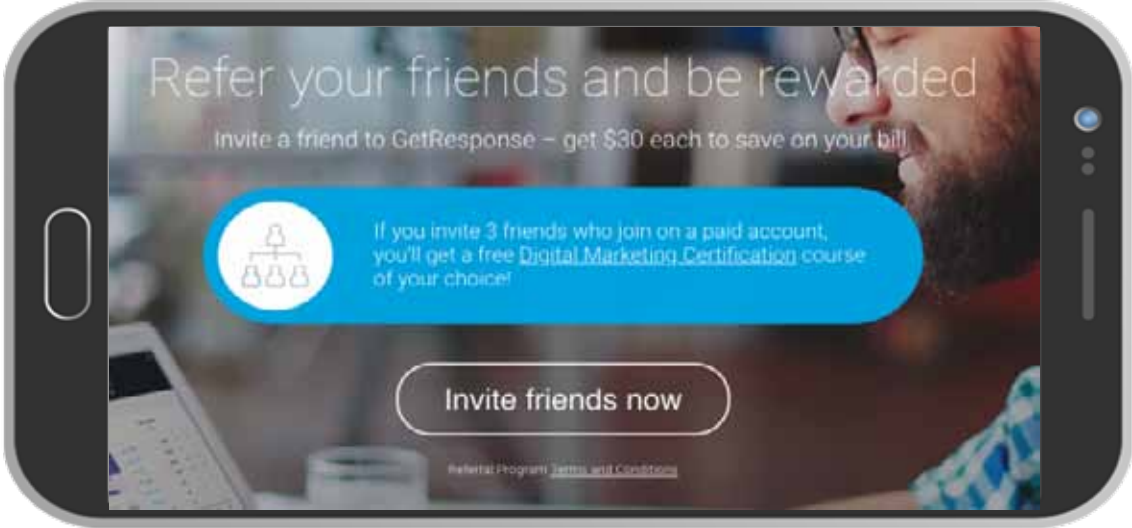 Refer your friends and be rewarded
Invite a friend to GetResponse – get $30 each to save on your bill
If you invite 3 friends who join on a paid account,
you'll get a free Digital Marketing Certification course
of your choice!
Invite friends now
Referral Program Terms and Conditions